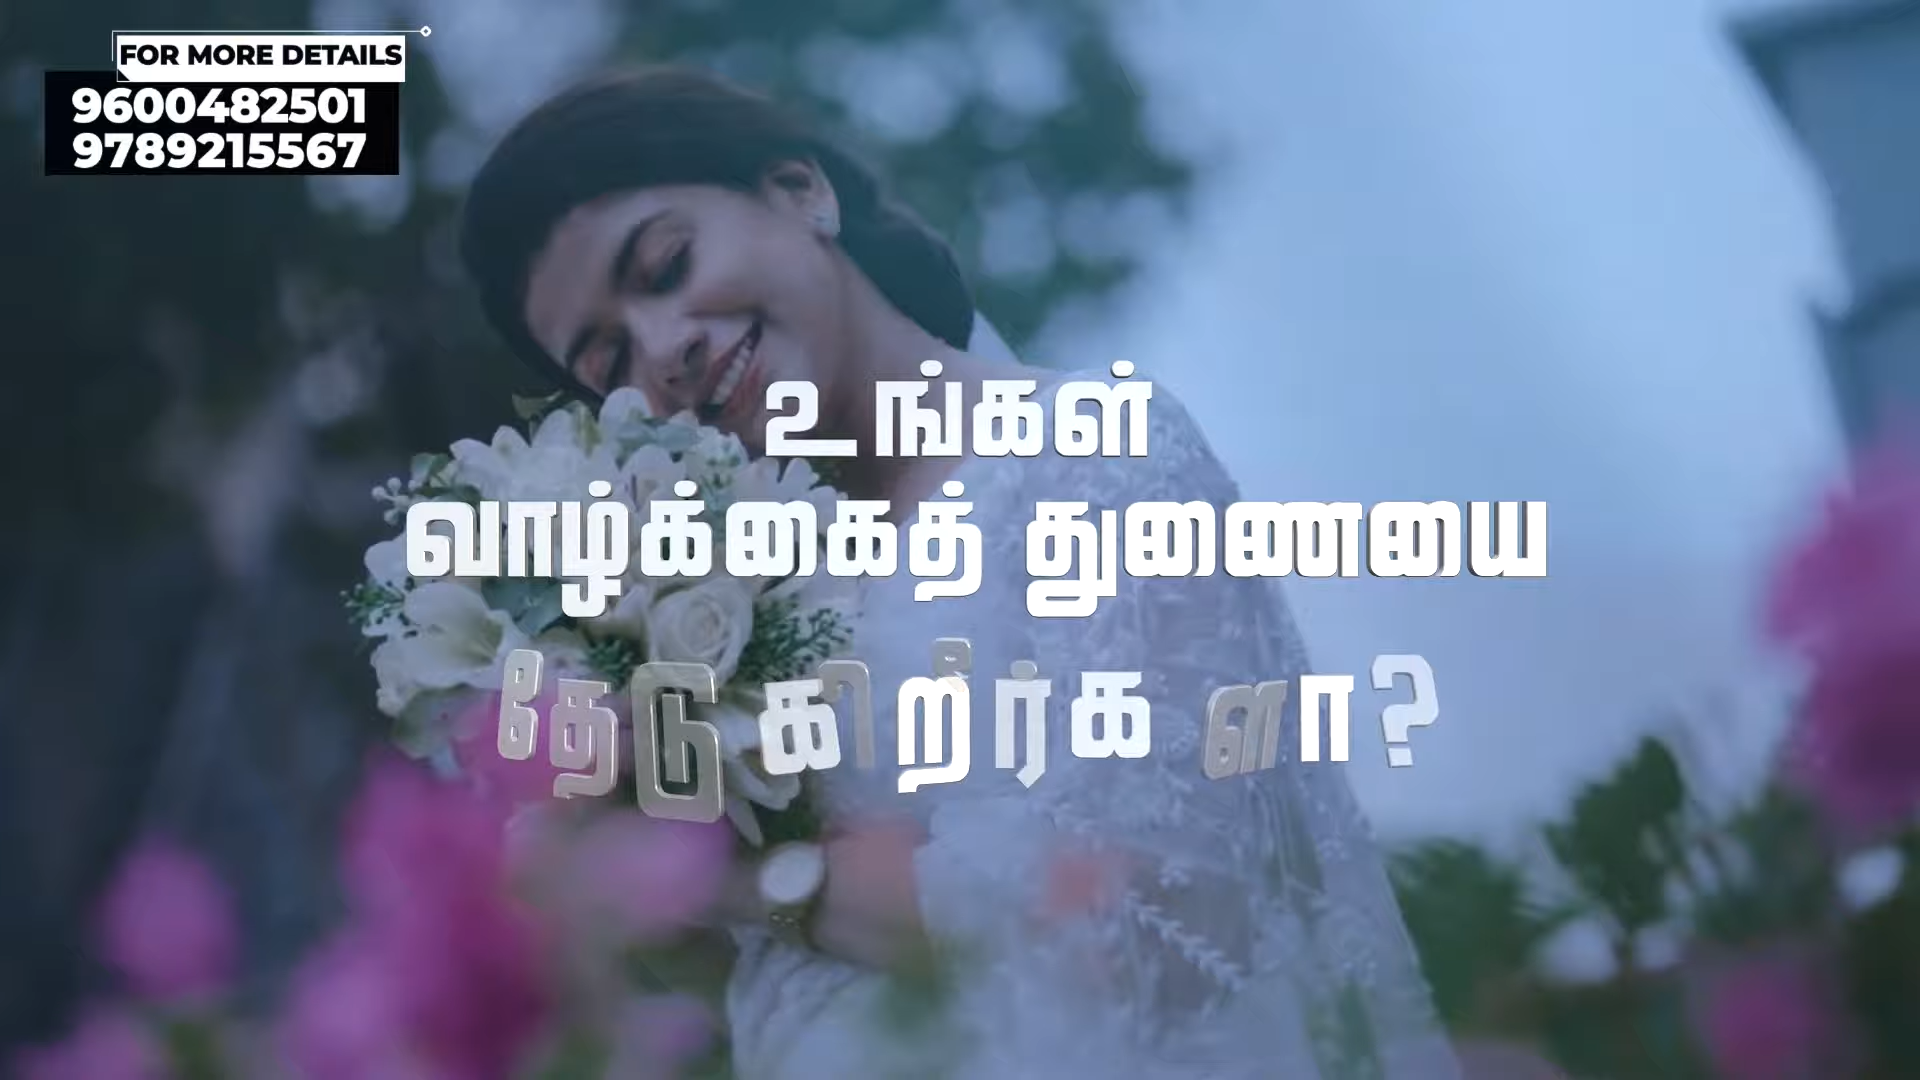 FOR MORE DETAILS
9600482501
9789215567
உங்கள்
வாழ்க்கைத் துணையை
தேடுகிறீர்களா?